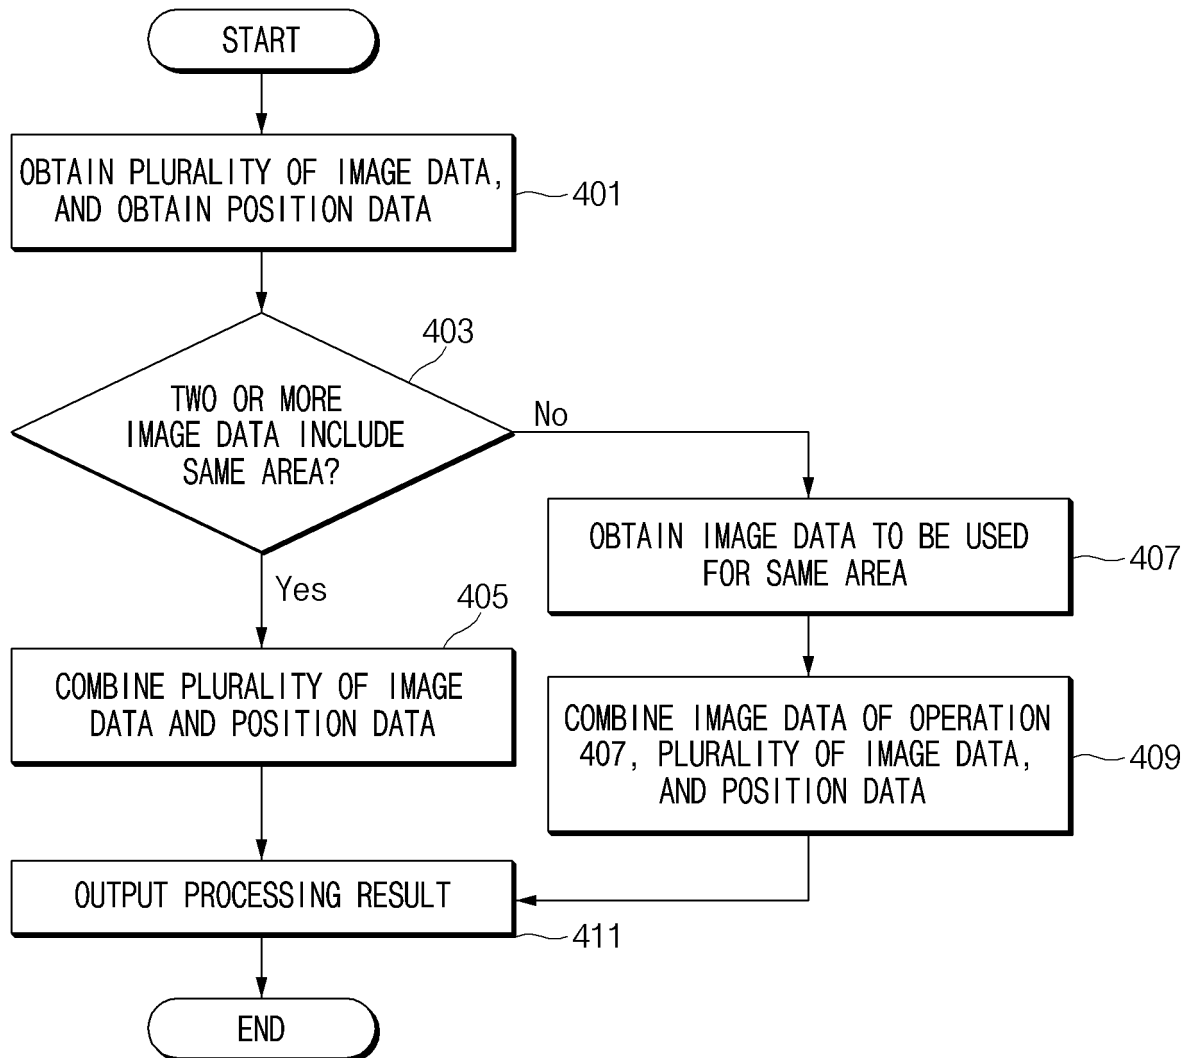 START
OBTAIN PLURALITY OF IMAGE DATA,
AND OBTAIN POSITION DATA
401
403
TWO OR MORE
IMAGE DATA INCLUDE
SAME AREA?
No
Yes
OBTAIN IMAGE DATA TO BE USED
FOR SAME AREA
407
405
COMBINE PLURALITY OF IMAGE
DATA AND POSITION DATA
COMBINE IMAGE DATA OF OPERATION
407, PLURALITY OF IMAGE DATA,
AND POSITION DATA
409
OUTPUT PROCESSING RESULT
411
END